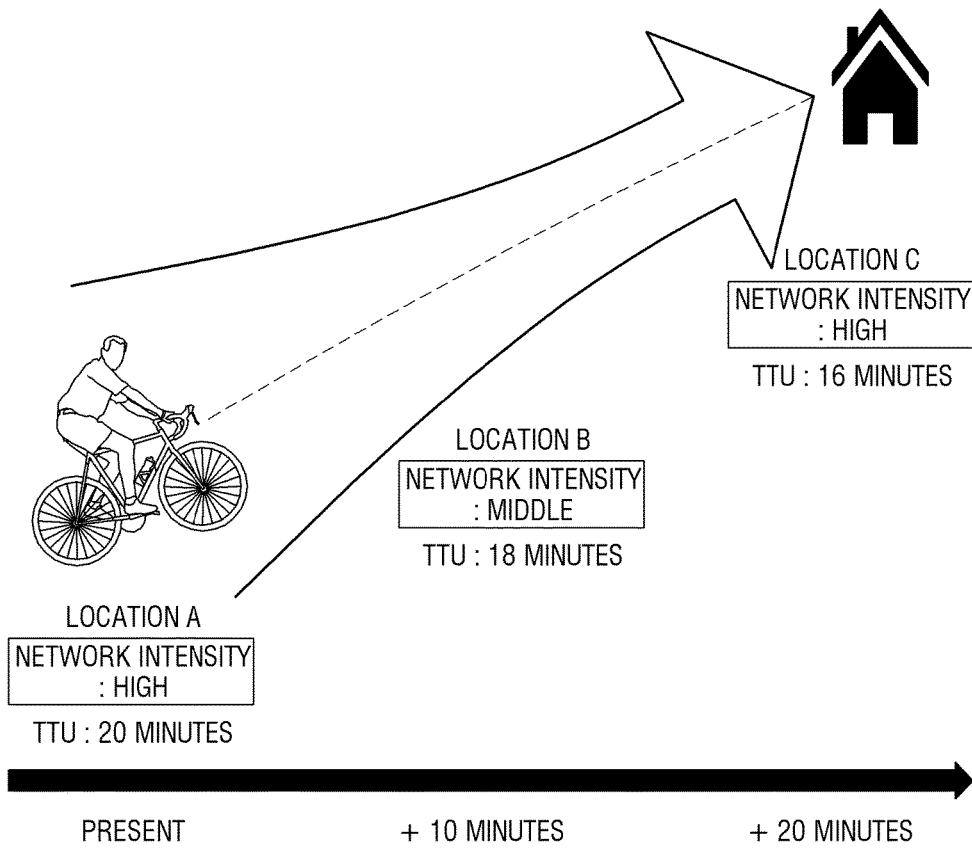 LOCATION C
NETWORK INTENSITY
: HIGH
TTU : 16 MINUTES
LOCATION B
NETWORK INTENSITY
: MIDDLE
TTU : 18 MINUTES
LOCATION A
NETWORK INTENSITY
: HIGH
TTU : 20 MINUTES
PRESENT
+ 10 MINUTES
+ 20 MINUTES